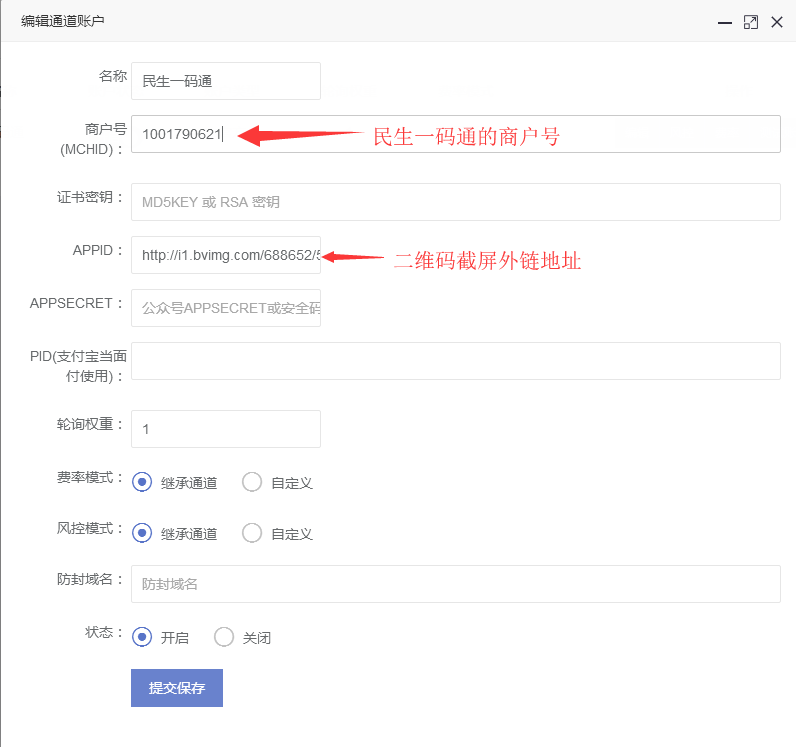 编辑通道账户
名称
民生一码通
商户号
(MCHID)：
1001790621
民生一码通的商户号
证书密钥：
MD5KEY 或 RSA 密钥
APPID：
http://i1.bvimg.com/688652/5
二维码截屏外链地址
APPSECRET：
公众号APPSECRET或安全码
PID(支付宝当面
付使用)：
轮询权重：
1
费率模式：
继承通道 自定义
风控模式：
继承通道 自定义
防封域名：
防封域名
状态：
开启 关闭
提交保存